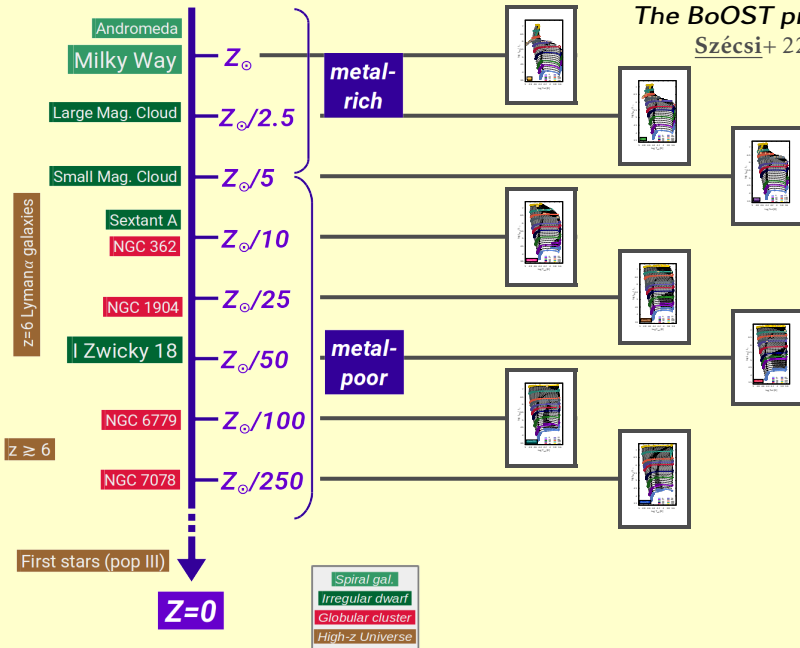 The BoOST pr
Szécsi+ 22
Andromeda
Milky Way
Z☉
metal-
rich
Large Mag. Cloud
Z☉/2.5
Small Mag. Cloud
Z☉/5
Sextant A
NGC 362
Z☉/10
z=6 Lymanα galaxies
NGC 1904
Z☉/25
I Zwicky 18
Z☉/50
metal-
poor
NGC 6779
Z☉/100
z ≳ 6
NGC 7078
Z☉/250
First stars (pop III)
Z=0
Spiral gal.
Irregular dwarf
Globular cluster
High-z Universe